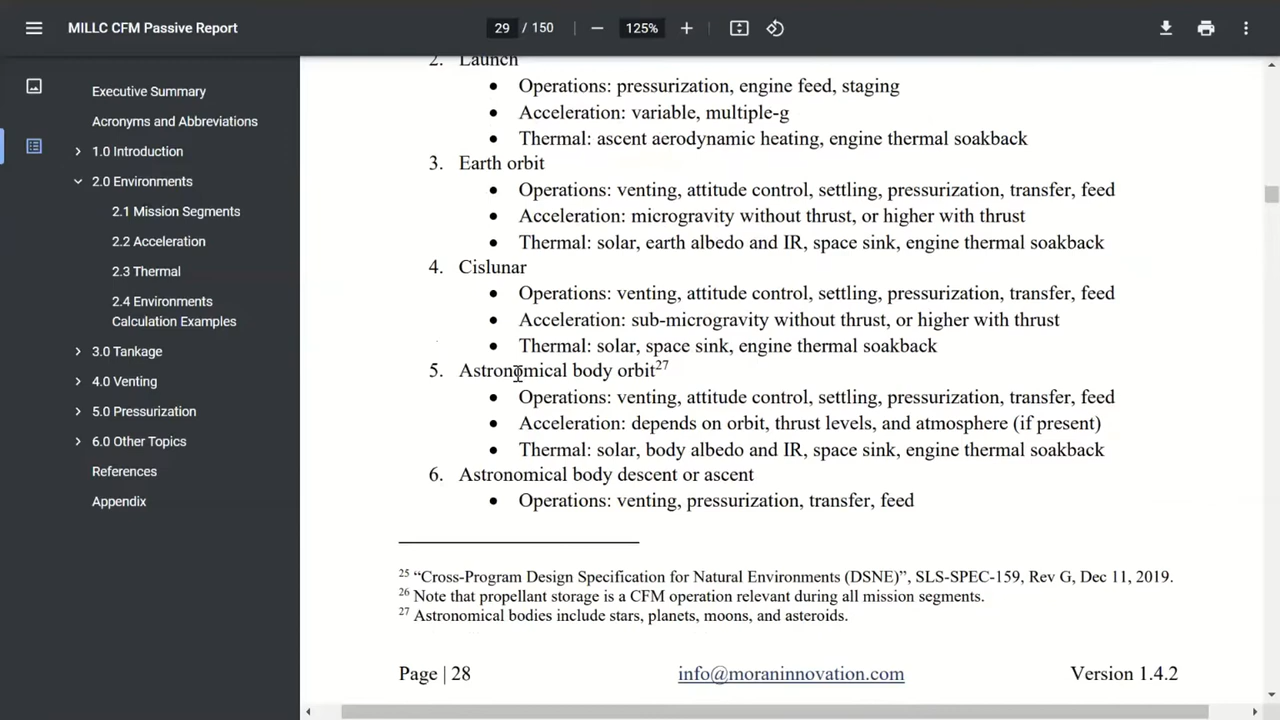 MILLC CFM Passive Report
29 / 150
125%
Executive Summary
Acronyms and Abbreviations
1.0 Introduction
2.0 Environments
2.1 Mission Segments
2.2 Acceleration
2.3 Thermal
2.4 Environments
Calculation Examples
3.0 Tankage
4.0 Venting
5.0 Pressurization
6.0 Other Topics
References
Appendix
2. Launch
• Operations: pressurization, engine feed, staging
• Acceleration: variable, multiple-g
• Thermal: ascent aerodynamic heating, engine thermal soakback
3. Earth orbit
• Operations: venting, attitude control, settling, pressurization, transfer, feed
• Acceleration: microgravity without thrust, or higher with thrust
• Thermal: solar, earth albedo and IR, space sink, engine thermal soakback
4. Cislunar
• Operations: venting, attitude control, settling, pressurization, transfer, feed
• Acceleration: sub-microgravity without thrust, or higher with thrust
• Thermal: solar, space sink, engine thermal soakback
5. Astronomical body orbit27
• Operations: venting, attitude control, settling, pressurization, transfer, feed
• Acceleration: depends on orbit, thrust levels, and atmosphere (if present)
• Thermal: solar, body albedo and IR, space sink, engine thermal soakback
6. Astronomical body descent or ascent
• Operations: venting, pressurization, transfer, feed
25 “Cross-Program Design Specification for Natural Environments (DSNE)”, SLS-SPEC-159, Rev G, Dec 11, 2019.
26 Note that propellant storage is a CFM operation relevant during all mission segments.
27 Astronomical bodies include stars, planets, moons, and asteroids.
Page | 28
info@moraninnovation.com
Version 1.4.2